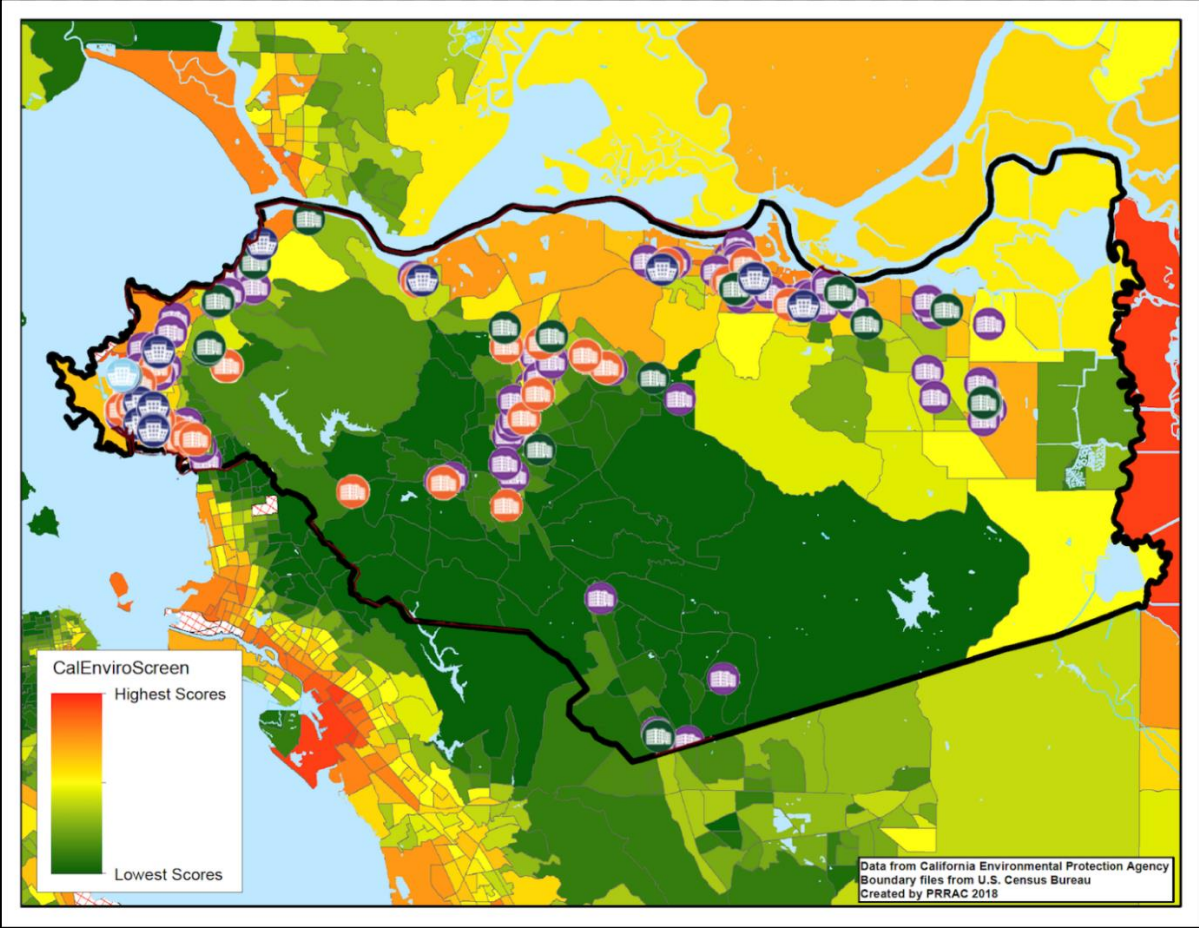 CalEnviroScreen
Highest Scores
Lowest Scores
Data from California Environmental Protection Agency
Boundary files from U.S. Census Bureau
Created by PRRAC 2018